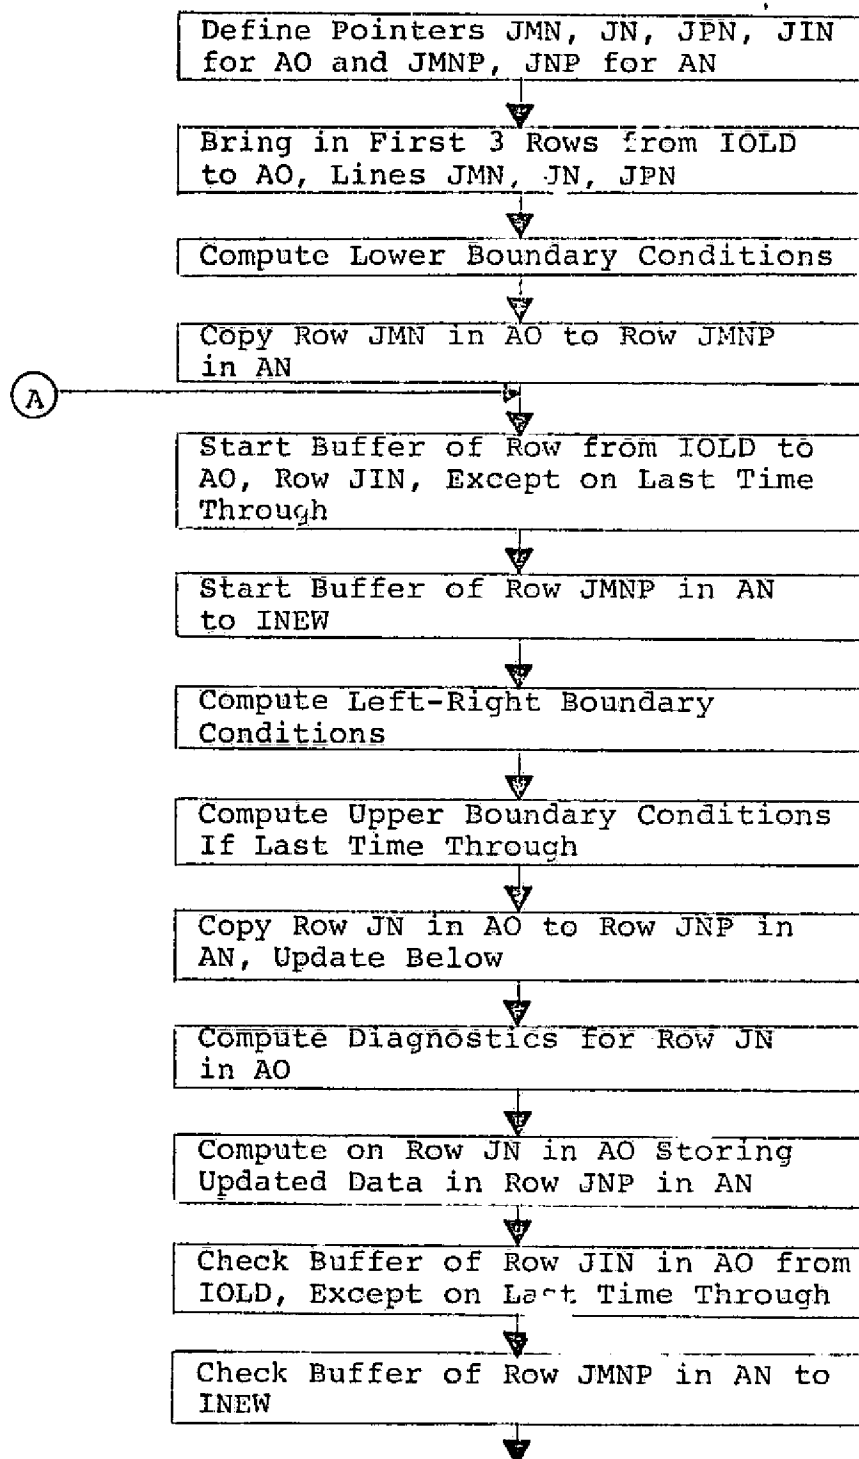 Define Pointers JMN, JN, JPN, JIN
for AO and JMNP, JNP for AN
Bring in First 3 Rows from IOLD
to AO, Lines JMN, JN, JPN
Compute Lower Boundary Conditions
Copy Row JMN in AO to Row JMNP
in AN
A
Start Buffer of Row from IOLD to
AO, Row JIN, Except on Last Time
Through
Start Buffer of Row JMNP in AN
to INEW
Compute Left-Right Boundary
Conditions
Compute Upper Boundary Conditions
If Last Time Through
Copy Row JN in AO to Row JNP in
AN, Update Below
Compute Diagnostics for Row JN
in AO
Compute on Row JN in AO Storing
Updated Data in Row JNP in AN
Check Buffer of Row JIN in AO from
IOLD, Except on Last Time Through
Check Buffer of Row JMNP in AN to
INEW